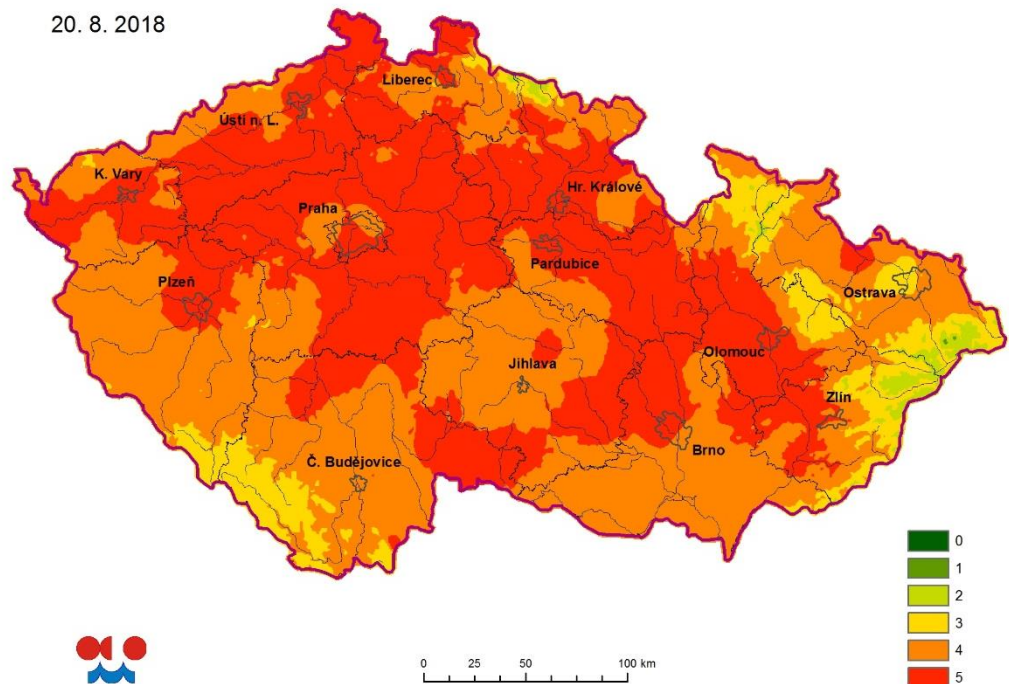 20. 8. 2018
Liberec
Ústí n. L.
K. Vary
Hr. Králové
Praha
Pardubice
Plzeň
Ostrava
Olomouc
Jihlava
Zlín
Brno
Č. Budějovice
0
1
2
3
4
5
0 25 50 100 km